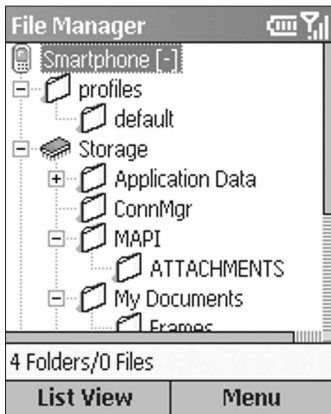 File Manager
Smartphone [-]
profiles
default
Storage
Application Data
ConnMgr
MAPI
ATTACHMENTS
My Documents
Frames
4 Folders/0 Files
List View Menu